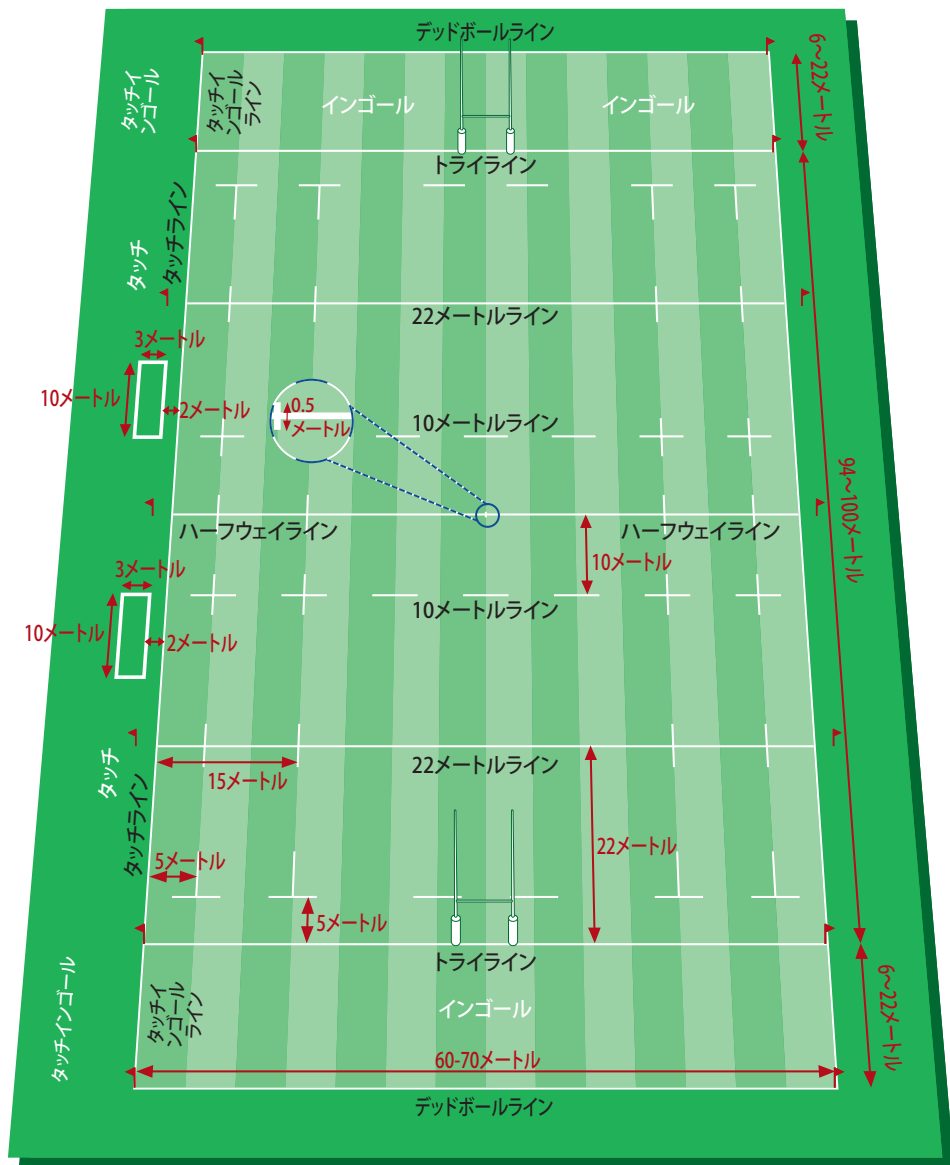 デッドボールライン
6〜22メートル
タッチイ
ンゴール
タッチイ
ンゴール
ライン
インゴール
インゴール
トライライン
タッチライン
タッチ
22メートルライン
3メートル
10メートル
2メートル
0.5
メートル
10メートルライン
94〜100メートル
ハーフウェイライン
ハーフウェイライン
10メートル
3メートル
10メートル
2メートル
10メートルライン
タッチ
タッチライン
15メートル
22メートルライン
22メートル
5メートル
5メートル
トライライン
タッチインゴール
タッチイ
ンゴール
ライン
インゴール
6〜22メートル
60-70メートル
デッドボールライン